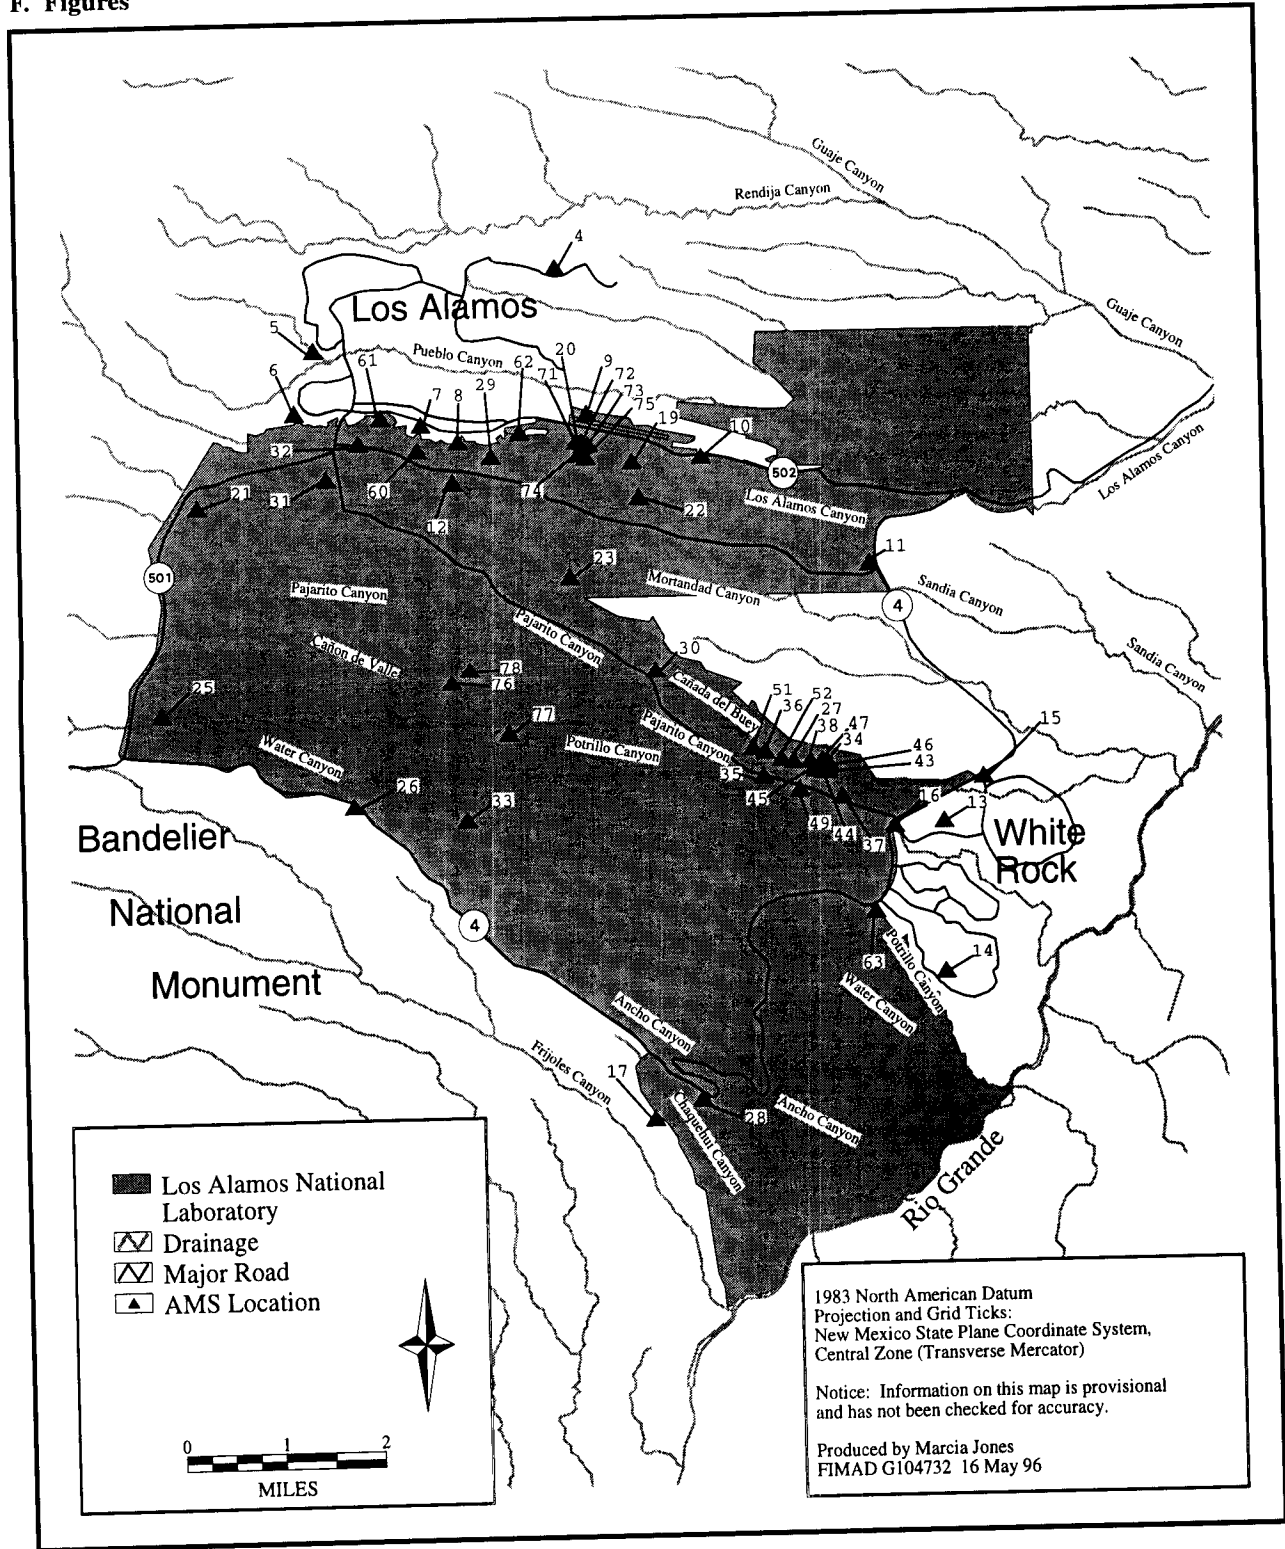 F. Figures
Guaje Canyon
Rendija Canyon
4
Los Alamos
Guaje Canyon
5
61
Pueblo Canyon
62
20
71
9
72
6
7
8
29
73
75
19
10
32
502
Los Alamos Canyon
21
31
60
12
74
22
Los Alamos Canyon
11
23
501
Pajarito Canyon
Mortandad Canyon
Sandia Canyon
4
Pajarito Canyon
Cañon de Valle
30
Sandia Canyon
78
76
Cañada del Buey
25
51
36
52
27
38
47
34
15
77
Pajarito Canyon
46
43
Water Canyon
Potrillo Canyon
35
45
26
33
16
13
49
44
37
White
Rock
Bandelier
National
Monument
4
63
14
Potrillo Canyon
Water Canyon
Ancho Canyon
Frijoles Canyon
17
28
Chaquehui Canyon
Ancho Canyon
Rio Grande
Los Alamos National
Laboratory
Drainage
Major Road
AMS Location
0 1 2
MILES
1983 North American Datum
Projection and Grid Ticks:
New Mexico State Plane Coordinate System,
Central Zone (Transverse Mercator)
Notice: Information on this map is provisional
and has not been checked for accuracy.
Produced by Marcia Jones
FIMAD G104732 16 May 96